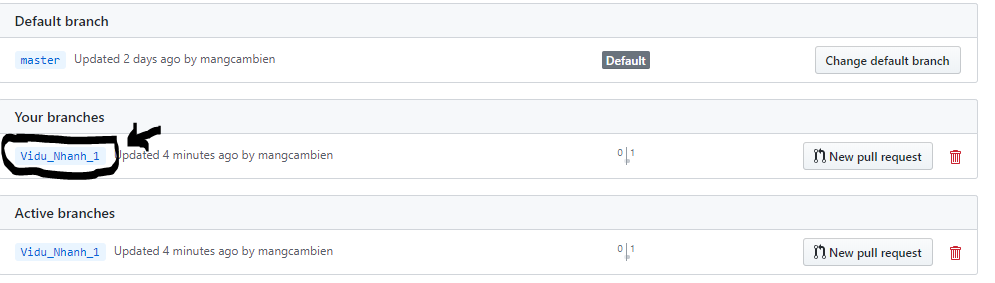 Default branch
master Updated 2 days ago by mangcambien Default Change default branch
Your branches
Vidu_Nhanh_1 Updated 4 minutes ago by mangcambien 0 1 New pull request
Active branches
Vidu_Nhanh_1 Updated 4 minutes ago by mangcambien 0 1 New pull request